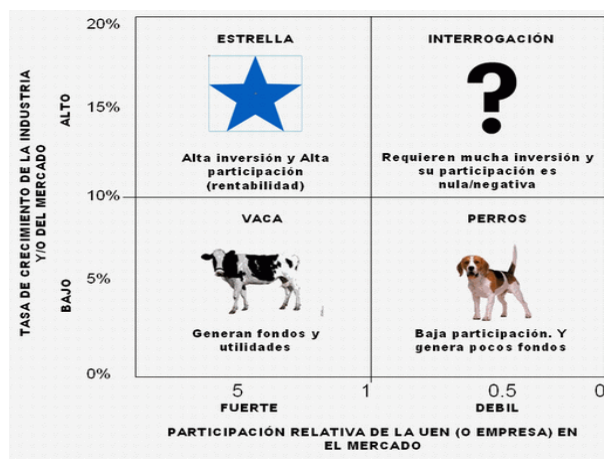 20%
ESTRELLA
INTERROGACIÓN
?
15%
Alta inversión y Alta
participación
(rentabilidad)
Requieren mucha inversión y
su participación es
nula/negativa
10%
VACA
PERROS
5%
Generan fondos y
utilidades
Baja participación. Y
genera pocos fondos
0%
TASA DE CRECIMIENTO DE LA INDUSTRIA
Y/O DEL MERCADO
ALTO
BAJO
5
1
0.5
0
FUERTE
DEBIL
PARTICIPACIÓN RELATIVA DE LA UEN (O EMPRESA) EN
EL MERCADO